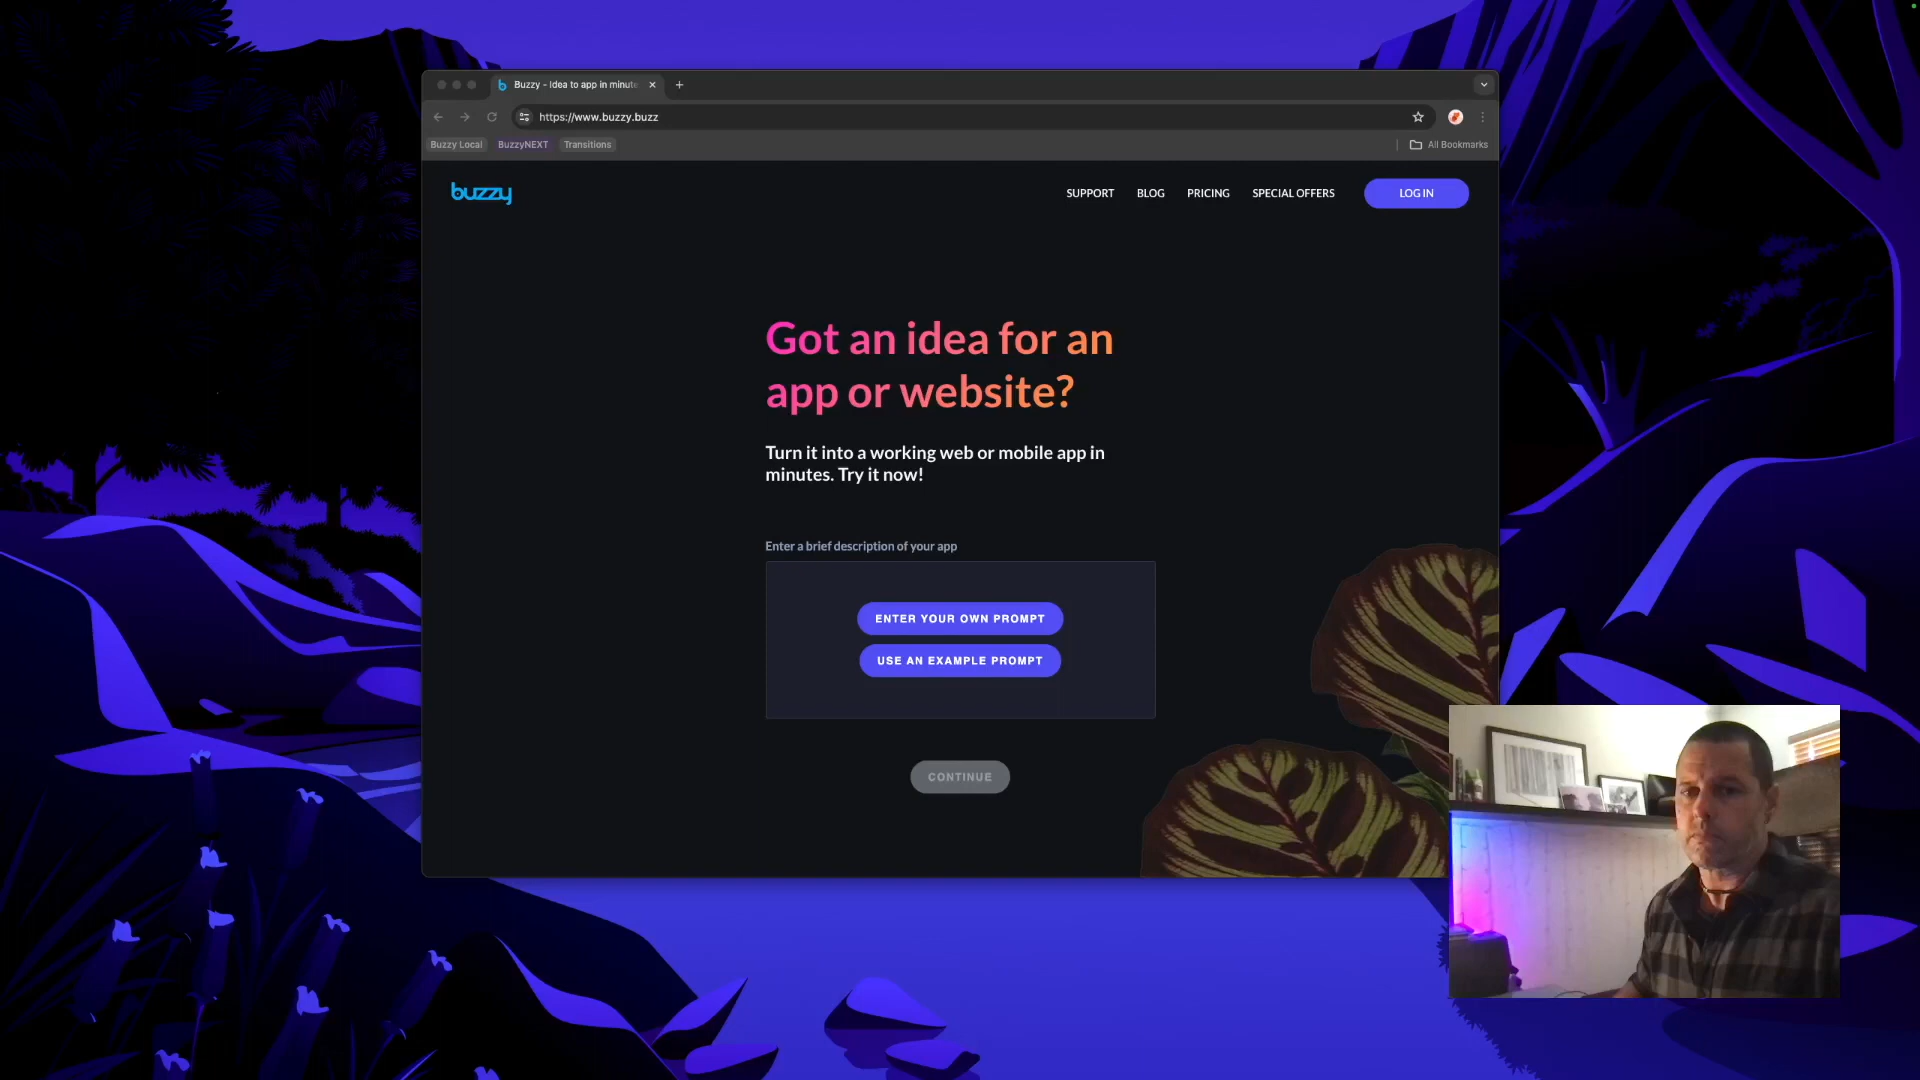 Buzzy - Idea to app in minute
https://www.buzzy.buzz
Buzzy Local
BuzzyNEXT
Transitions
All Bookmarks
buzzy
SUPPORT
BLOG
PRICING
SPECIAL OFFERS
LOG IN
Got an idea for an
app or website?
Turn it into a working web or mobile app in
minutes. Try it now!
Enter a brief description of your app
ENTER YOUR OWN PROMPT
USE AN EXAMPLE PROMPT
CONTINUE